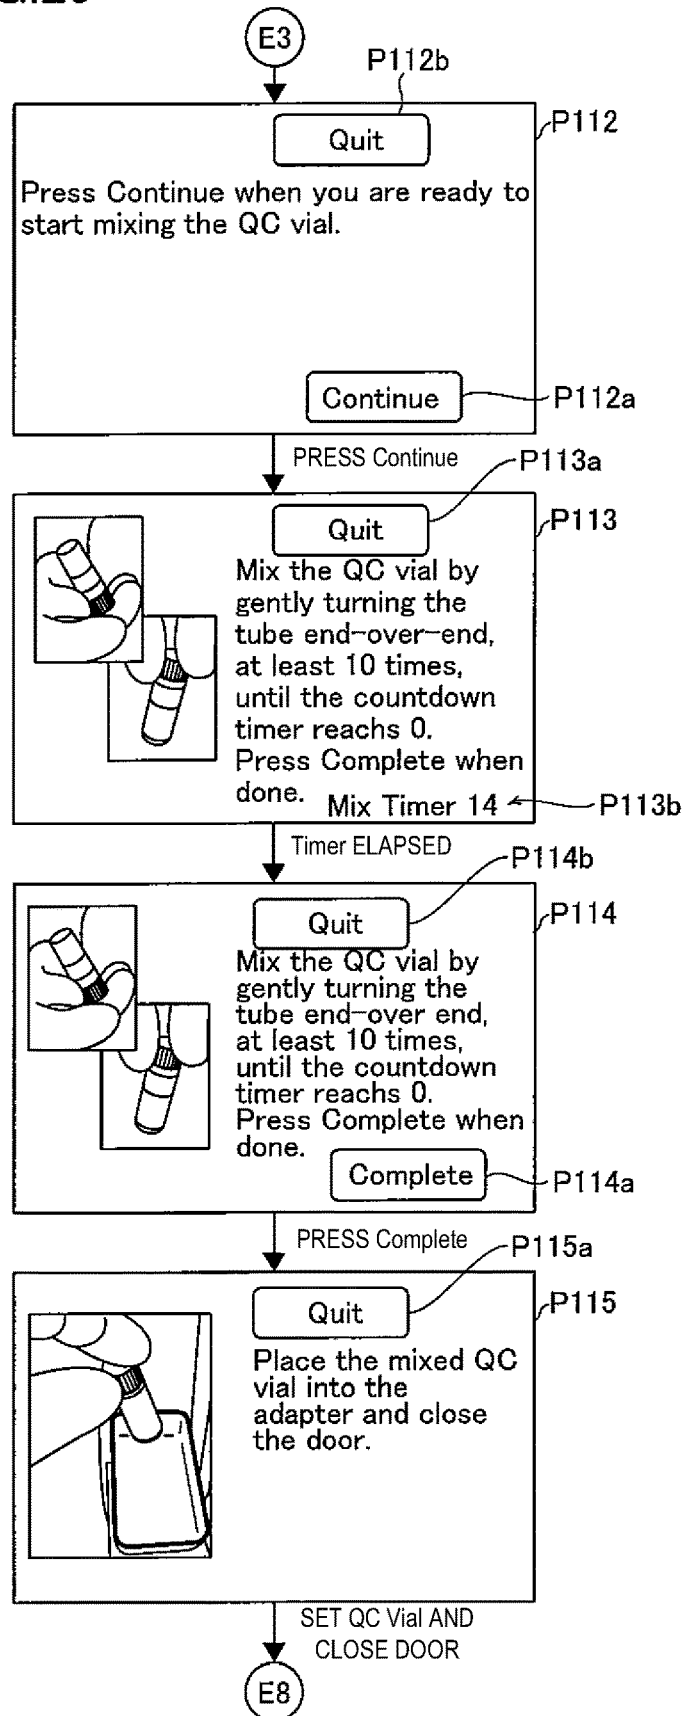 E3
P112b
Quit
P112
Press Continue when you are ready to
start mixing the QC vial.
Continue
P112a
PRESS Continue
P113a
Quit
P113
Mix the QC vial by
gently turning the
tube end-over-end,
at least 10 times,
until the countdown
timer reachs 0.
Press Complete when
done.
Mix Timer 14
P113b
Timer ELAPSED
P114b
Quit
P114
Mix the QC vial by
gently turning the
tube end-over end,
at least 10 times,
until the countdown
timer reachs 0.
Press Complete when
done.
Complete
P114a
PRESS Complete
P115a
Quit
P115
Place the mixed QC
vial into the
adapter and close
the door.
SET QC Vial AND
CLOSE DOOR
E8